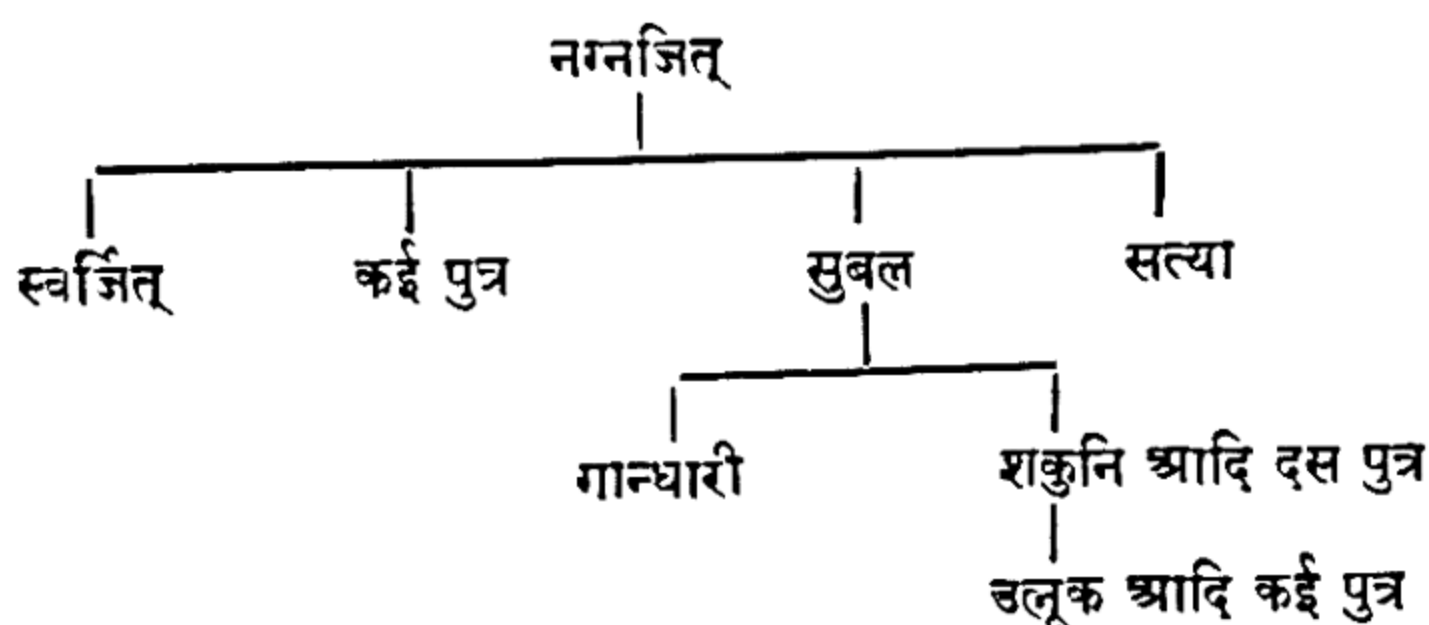 नग्नजित्
स्वर्जित् कई पुत्र सुबल सत्या
गान्धारी शकुनि आदि दस पुत्र
उलूक आदि कई पुत्र